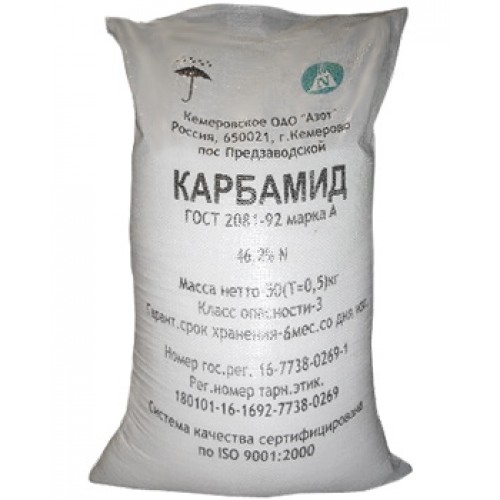 N
Кемеровское ОАО "Азот"
Россия, 650021, г.Кемерово
пос Предзаводской
КАРБАМИД
ГОСТ 2081-92 марка А
46.2% N
Масса нетто-50(Т=0,5)кг
Класс опасности-3
Гарант.срок хранения-6мес.со дня изг.
Номер гос.рег. 16-7738-0269-1
Рег.номер тарн.этик.
180101-16-1692-7738-0269
Система качества сертифицирована
по ISO 9001:2000